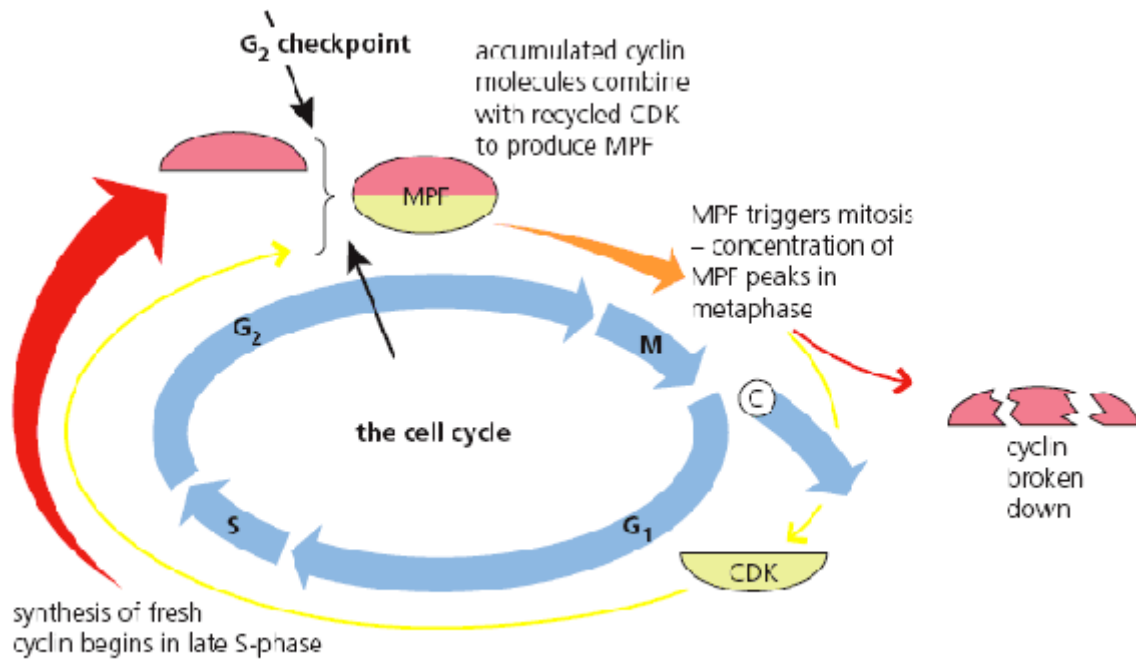 G2 checkpoint
accumulated cyclin
molecules combine
with recycled CDK
to produce MPF
MPF
MPF triggers mitosis
– concentration of
MPF peaks in
metaphase
G2
M
C
the cell cycle
cyclin
broken
down
S
G1
CDK
synthesis of fresh
cyclin begins in late S-phase